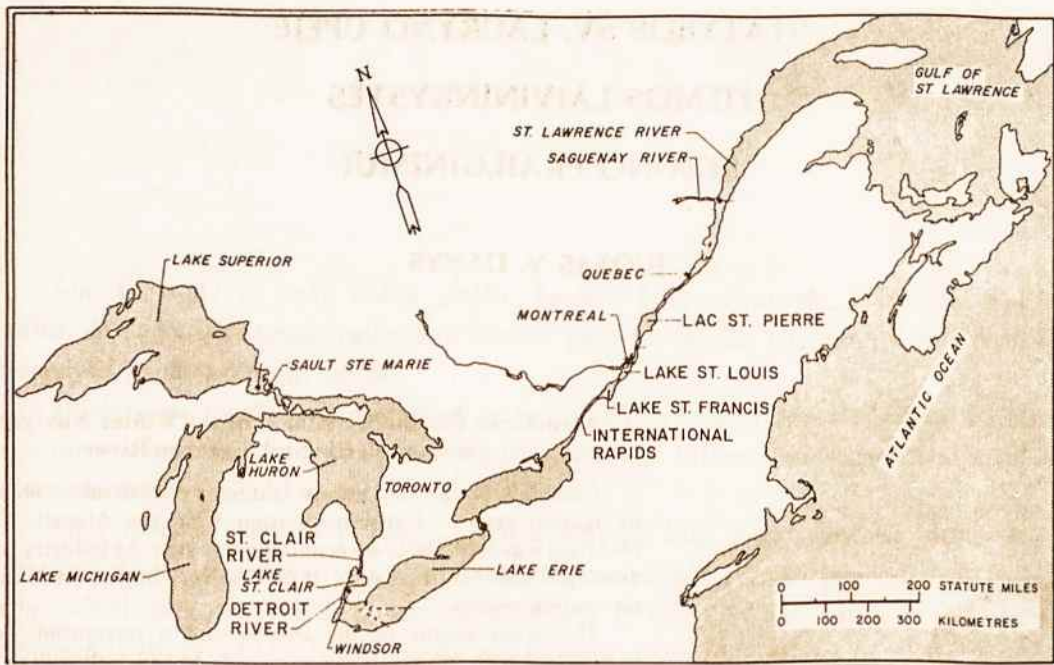 GULF OF
ST LAWRENCE
N
ST. LAWRENCE RIVER
SAGUENAY RIVER
LAKE SUPERIOR
QUEBEC
MONTREAL
LAC ST. PIERRE
SAULT STE MARIE
LAKE ST. LOUIS
LAKE ST. FRANCIS
ATLANTIC OCEAN
INTERNATIONAL
RAPIDS
LAKE
HURON
TORONTO
ST. CLAIR
RIVER
LAKE MICHIGAN
LAKE
ST. CLAIR
LAKE ERIE
DETROIT
RIVER
WINDSOR
0 100 200 STATUTE MILES
0 100 200 300 KILOMETRES